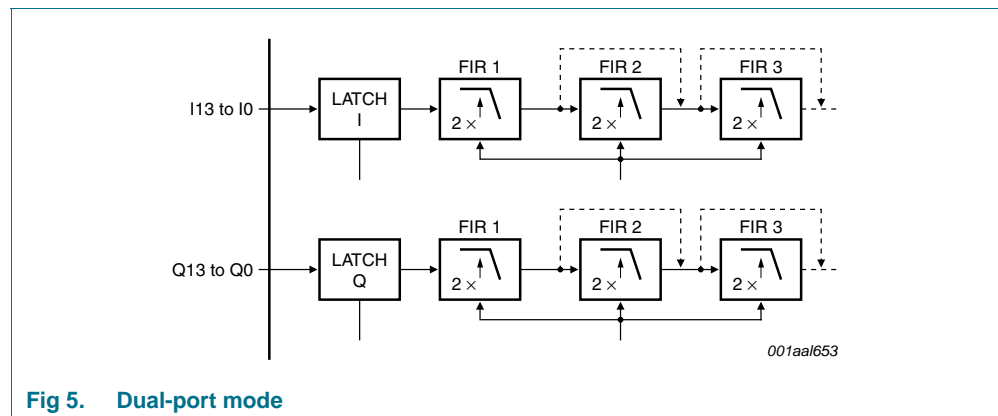 FIR 1 FIR 2 FIR 3
I13 to I0
LATCH
I
2 × 2 × 2 ×
FIR 1 FIR 2 FIR 3
Q13 to Q0
LATCH
Q
2 × 2 × 2 ×
001aal653
Fig 5. Dual-port mode